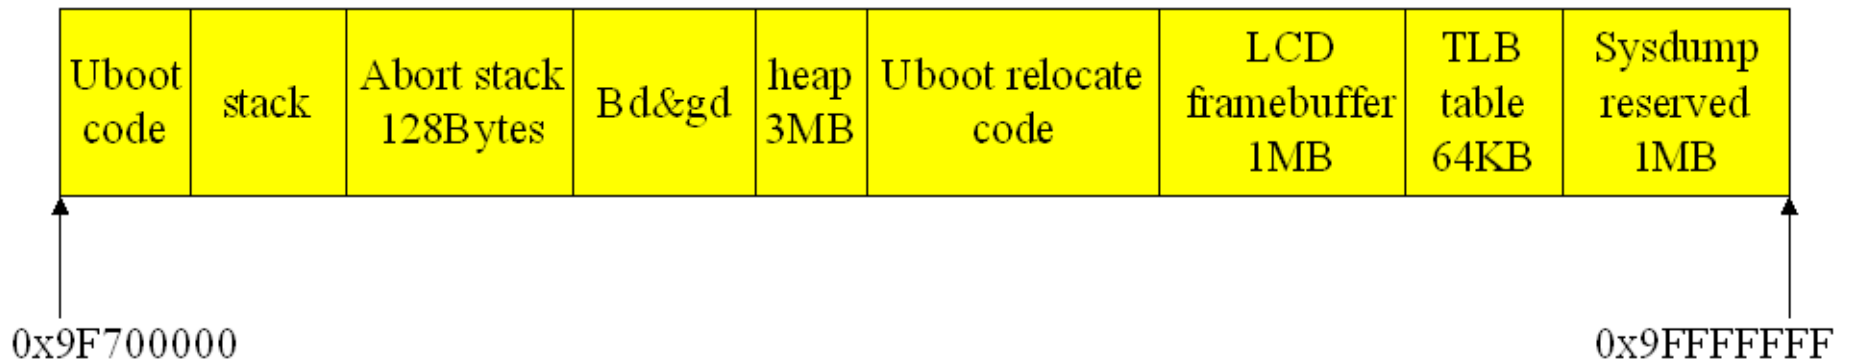 Uboot
code
stack
Abort stack
128Bytes
Bd&gd
heap
3MB
Uboot relocate
code
LCD
framebuffer
1MB
TLB
table
64KB
Sysdump
reserved
1MB
0x9F700000
0x9FFFFFFF